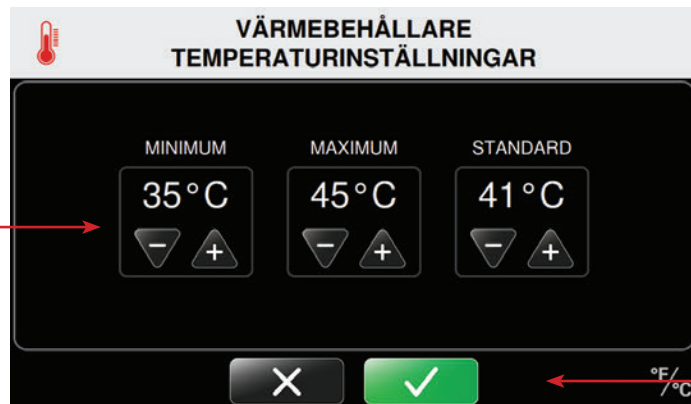 VÄRMEBEHÅLLARE
TEMPERATURINSTÄLLNINGAR
MINIMUM MAXIMUM STANDARD
35°C 45°C 41°C
− + − + − +
°F/°C